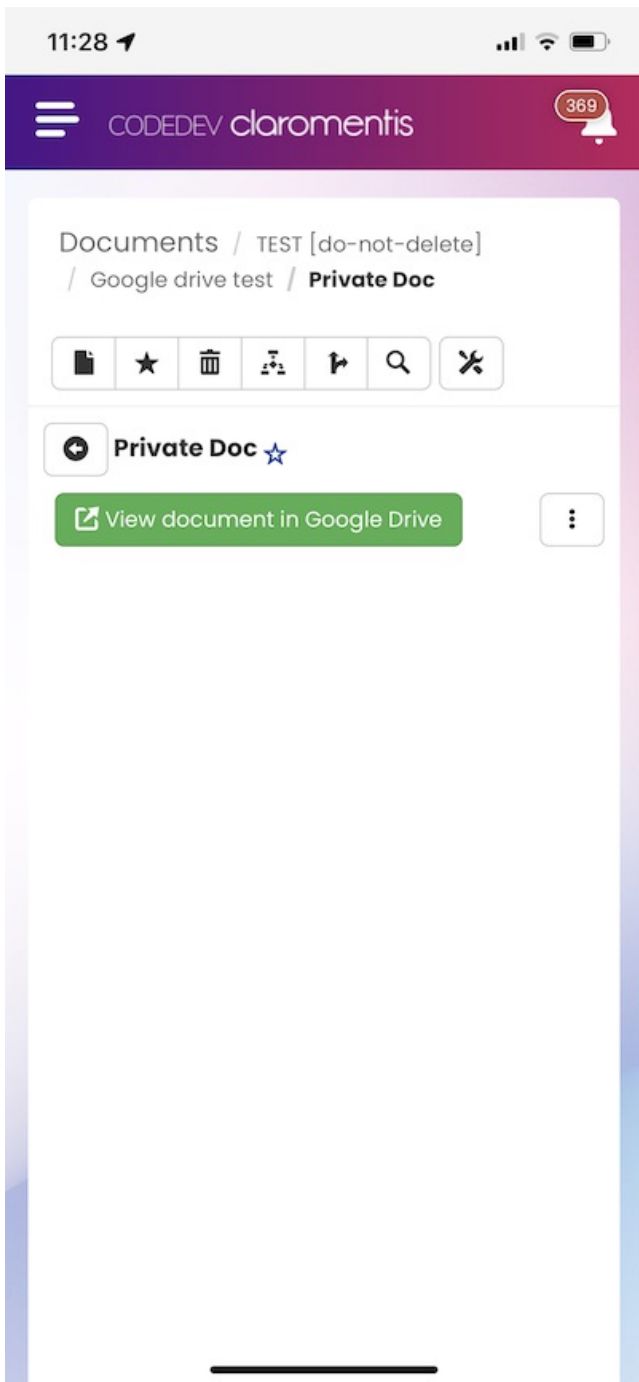 11:28
CODEDEV claromentis
369
Documents / TEST [do-not-delete]
/ Google drive test / Private Doc
Private Doc
View document in Google Drive